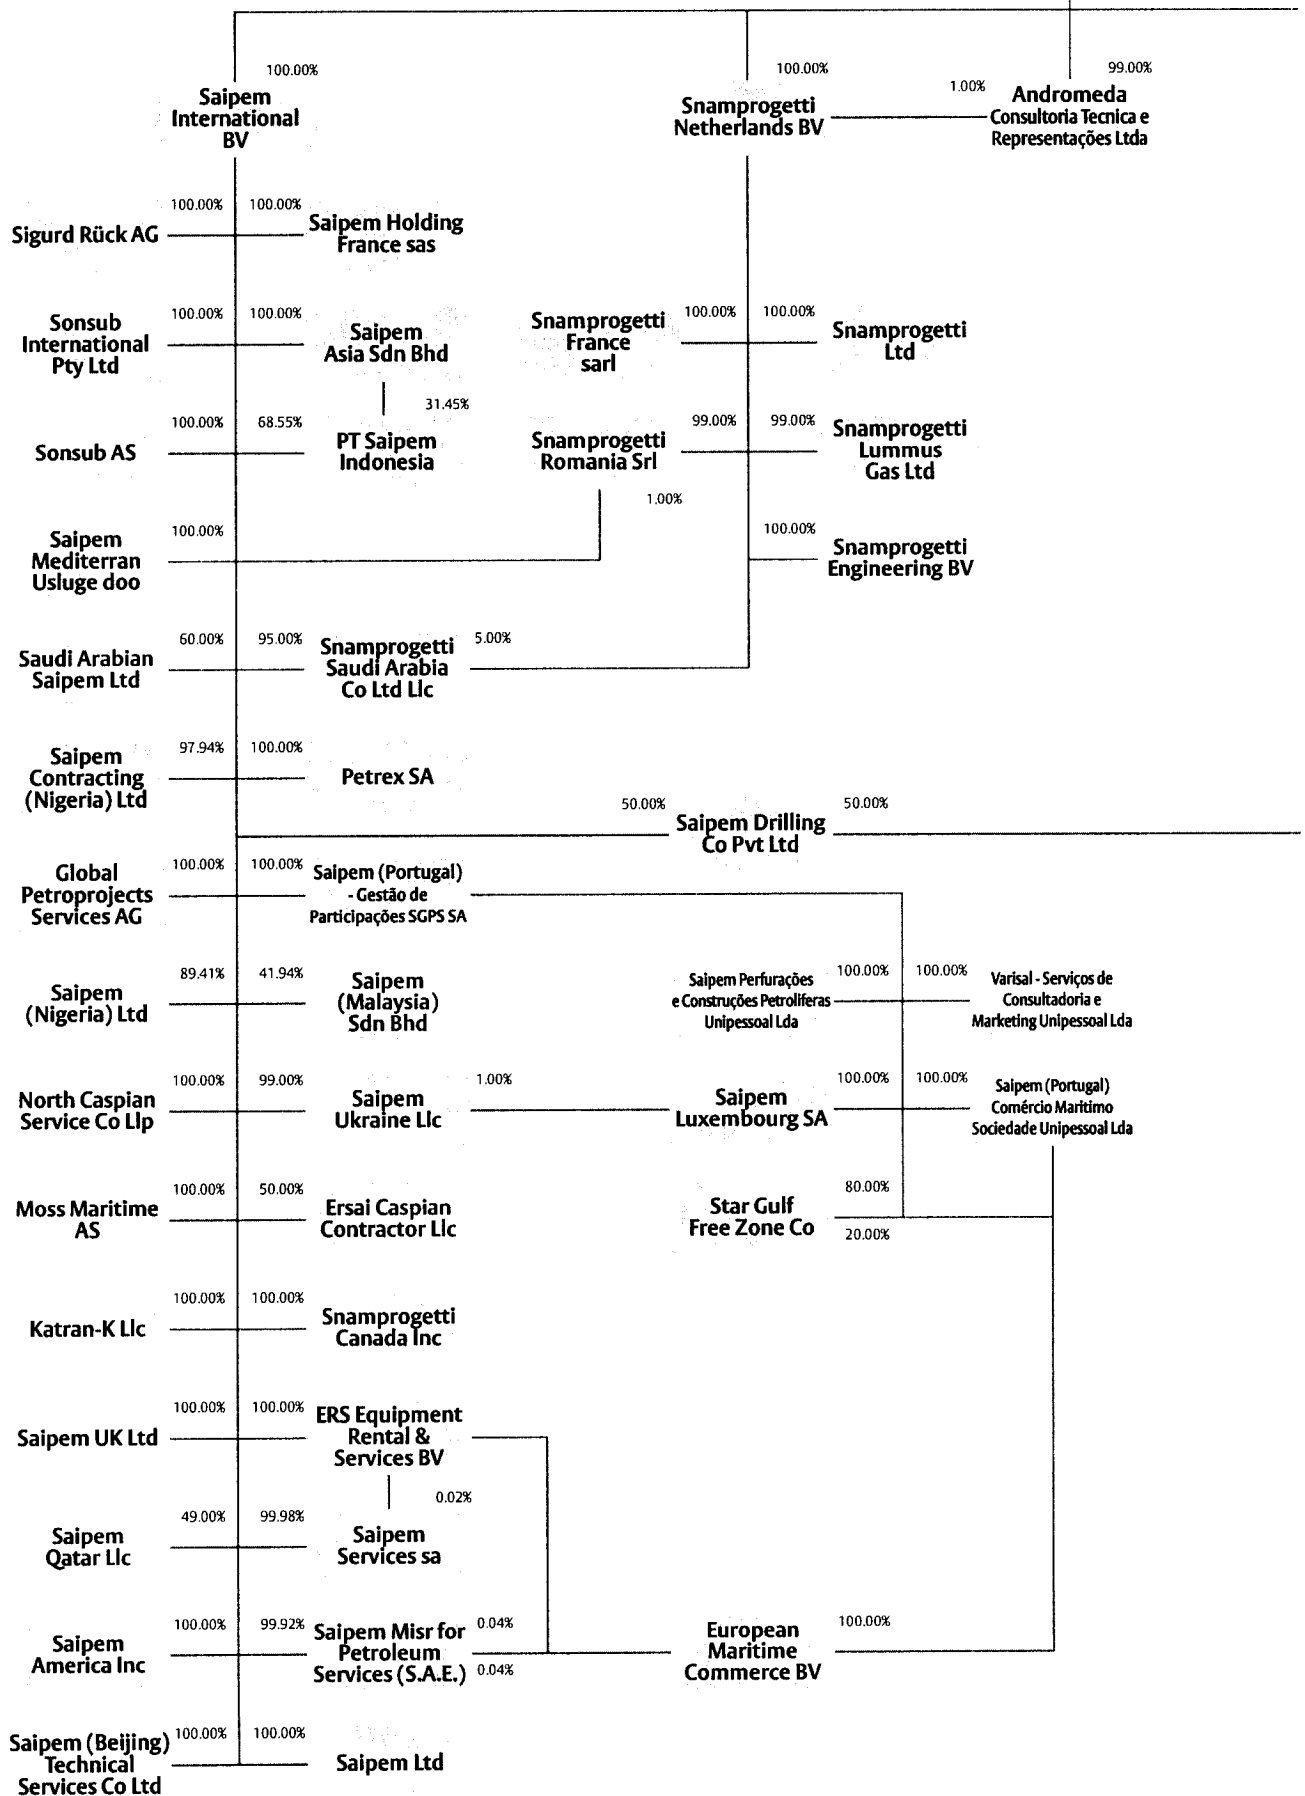 100.00%
Saipem
International
BV
100.00%
Snamprogetti
Netherlands BV
1.00%
99.00%
Andromeda
Consultoria Tecnica e
Representações Ltda
100.00%
100.00%
Sigurd Rück AG
Saipem Holding
France sas
100.00%
100.00%
Sonsub
International
Pty Ltd
Saipem
Asia Sdn Bhd
100.00%
100.00%
Snamprogetti
France
sarl
Snamprogetti
Ltd
31.45%
100.00%
68.55%
Sonsub AS
PT Saipem
Indonesia
99.00%
99.00%
Snamprogetti
Romania Srl
Snamprogetti
Lummus
Gas Ltd
1.00%
100.00%
Saipem
Mediterran
Usluge doo
100.00%
Snamprogetti
Engineering BV
60.00%
95.00%
5.00%
Saudi Arabian
Saipem Ltd
Snamprogetti
Saudi Arabia
Co Ltd Llc
97.94%
100.00%
Saipem
Contracting
(Nigeria) Ltd
Petrex SA
50.00%
50.00%
Saipem Drilling
Co Pvt Ltd
100.00%
100.00%
Global
Petroprojects
Services AG
Saipem (Portugal)
- Gestão de
Participações SGPS SA
89.41%
41.94%
Saipem
(Nigeria) Ltd
Saipem
(Malaysia)
Sdn Bhd
100.00%
100.00%
Saipem Perfurações
e Construções Petrolíferas
Unipessoal Lda
Varisal - Serviços de
Consultadoria e
Marketing Unipessoal Lda
100.00%
99.00%
1.00%
North Caspian
Service Co Llp
Saipem
Ukraine Llc
100.00%
100.00%
Saipem
Luxembourg SA
Saipem (Portugal)
Comércio Marítimo
Sociedade Unipessoal Lda
100.00%
50.00%
Moss Maritime
AS
Ersai Caspian
Contractor Llc
80.00%
Star Gulf
Free Zone Co
20.00%
100.00%
100.00%
Katran-K Llc
Snamprogetti
Canada Inc
100.00%
100.00%
Saipem UK Ltd
ERS Equipment
Rental &
Services BV
0.02%
49.00%
99.98%
Saipem
Qatar Llc
Saipem
Services sa
100.00%
99.92%
Saipem
America Inc
Saipem Misr for
Petroleum
Services (S.A.E.)
0.04%
0.04%
European
Maritime
Commerce BV
100.00%
100.00%
100.00%
Saipem (Beijing)
Technical
Services Co Ltd
Saipem Ltd